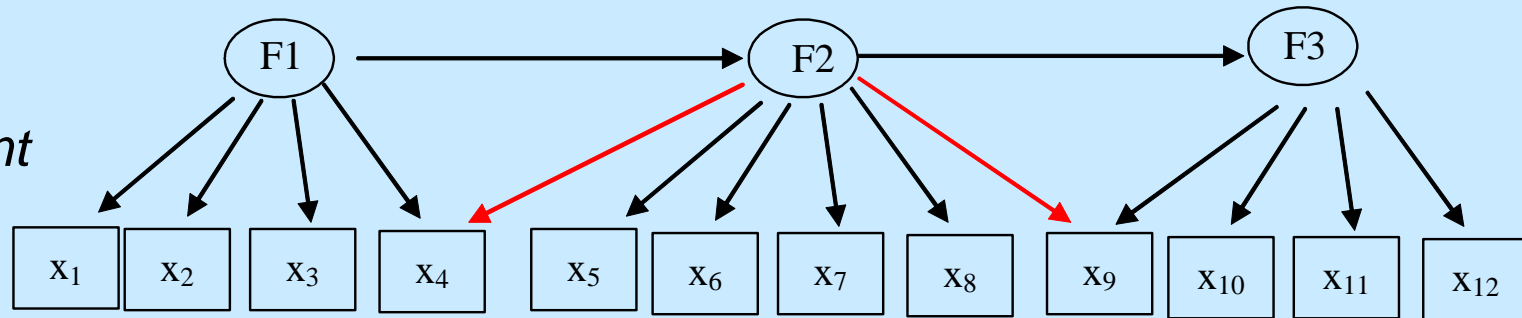 F1 F2 F3
nt
x₁ x₂ x₃ x₄ x₅ x₆ x₇ x₈ x₉ x₁₀ x₁₁ x₁₂